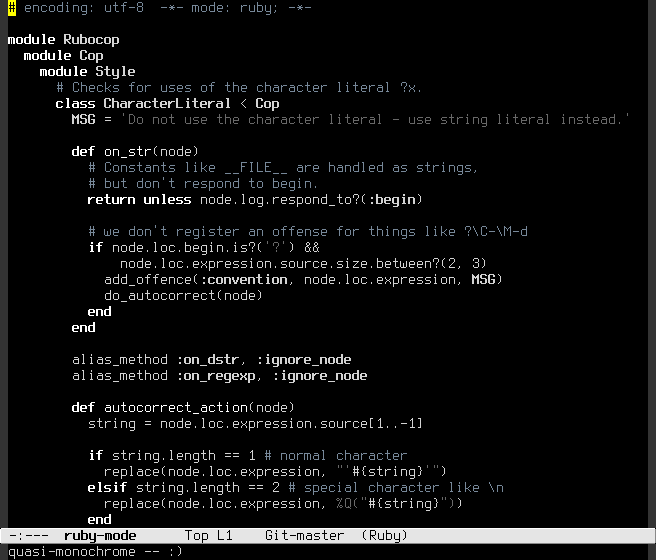 # encoding: utf-8  -*- mode: ruby; -*-

module Rubocop
  module Cop
    module Style
      # Checks for uses of the character literal ?x.
      class CharacterLiteral < Cop
        MSG = 'Do not use the character literal - use string literal instead.'

        def on_str(node)
          # Constants like __FILE__ are handled as strings,
          # but don't respond to begin.
          return unless node.log.respond_to?(:begin)

          # we don't register an offense for things like ?\C-\M-d
          if node.loc.begin.is?('?') &&
              node.loc.expression.source.size.between?(2, 3)
            add_offence(:convention, node.loc.expression, MSG)
            do_autocorrect(node)
          end
        end

        alias_method :on_dstr, :ignore_node
        alias_method :on_regexp, :ignore_node

        def autocorrect_action(node)
          string = node.loc.expression.source[1..-1]

          if string.length == 1 # normal character
            replace(node.loc.expression, "'#{string}'")
          elsif string.length == 2 # special character like \n
            replace(node.loc.expression, %Q("#{string}"))
          end
-:---  ruby-mode      Top L1    Git-master  (Ruby)
quasi-monochrome -- :)